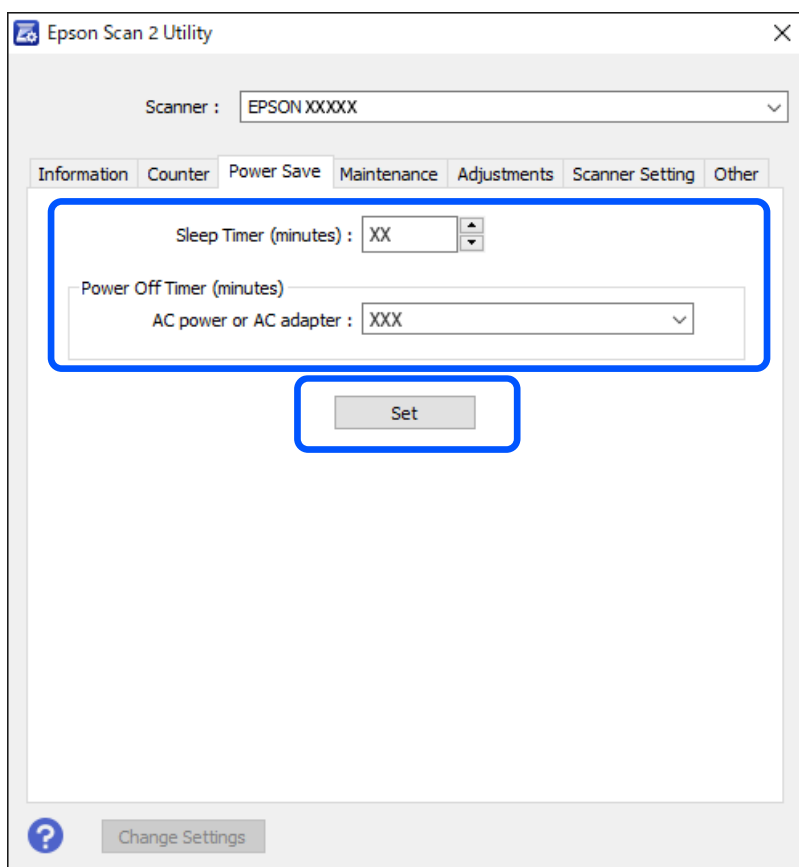 Epson Scan 2 Utility
Scanner : EPSON XXXXX
Information Counter Power Save Maintenance Adjustments Scanner Setting Other
Sleep Timer (minutes) : XX
Power Off Timer (minutes)
AC power or AC adapter : XXX
Set
? Change Settings